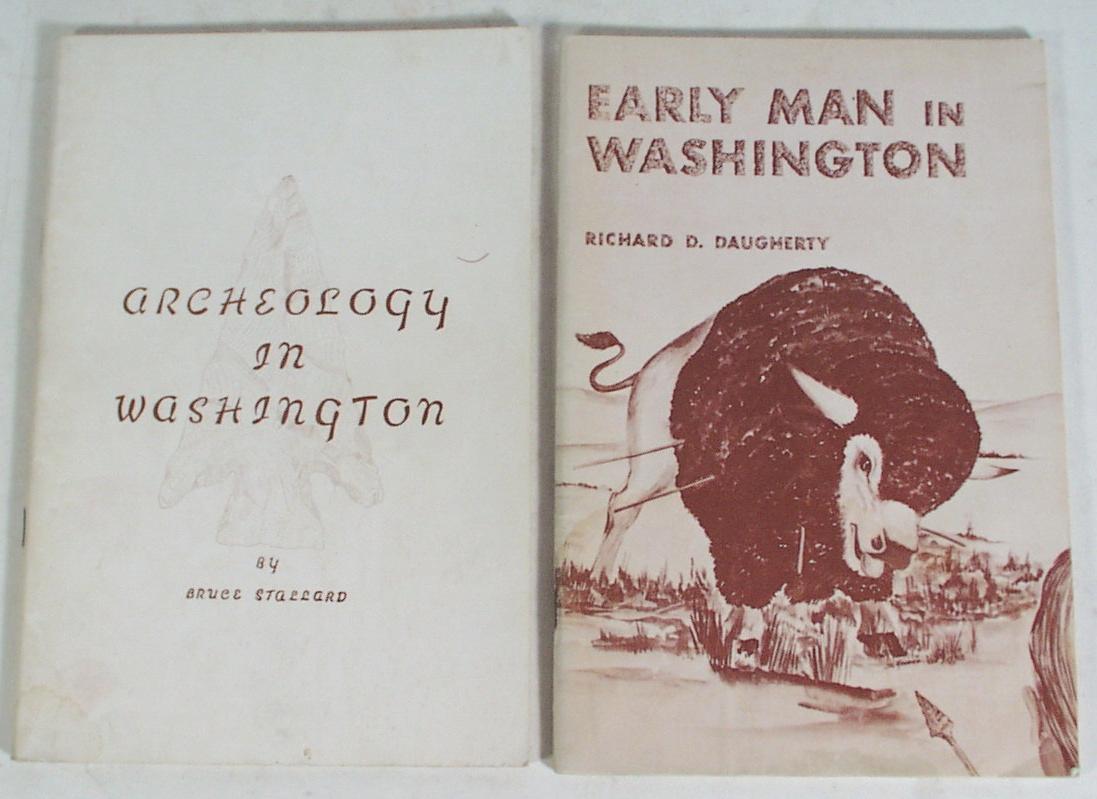 ARCHEOLOGY
IN
WASHINGTON
BY
BRUCE STALLARD
EARLY MAN IN
WASHINGTON
RICHARD D. DAUGHERTY